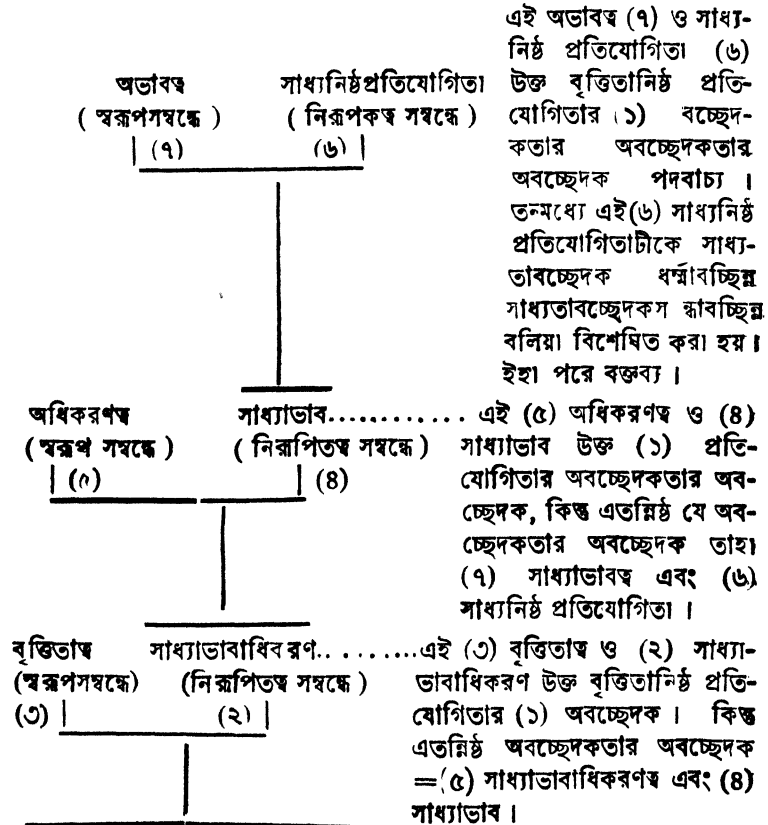 এই অভাবত্ব (৭) ও সাধ্য-
নিষ্ঠ প্রতিযোগিতা (৬)
উক্ত বৃত্তিতানিষ্ঠ প্রতি-
যোগিতার (১) বচ্ছেদ-
কতার অবচ্ছেদকতার
অবচ্ছেদক পদবাচ্য ।
তন্মধ্যে এই(৬) সাধ্যনিষ্ঠ
প্রতিযোগিতাটীকে সাধ্য-
তাবচ্ছেদক ধর্ম্মাবচ্ছিন্ন
সাধ্যতাবচ্ছেদকস ন্ধাবচ্ছিন্ন
বলিয়া বিশেষিত করা হয় ।
ইহা পরে বক্তব্য ।
অভাবত্ব সাধ্যনিষ্ঠপ্রতিযোগিতা
( স্বরূপসম্বন্ধে ) ( নিরূপকত্ব সম্বন্ধে )
(৭) (৬)
অধিকরণত্ব সাধ্যাভাব............. এই (৫) অধিকরণত্ব ও (৪)
( স্বরূপ সম্বন্ধে ) ( নিরূপিতত্ব সম্বন্ধে ) সাধ্যাভাব উক্ত (১) প্রতি-
(৫) (৪) যোগিতার অবচ্ছেদকতার অব-
চ্ছেদক, কিন্তু এতন্নিষ্ঠ যে অব-
চ্ছেদকতার অবচ্ছেদক তাহা
(৭) সাধ্যাভাবত্ব এবং (৬)
সাধ্যনিষ্ঠ প্রতিযোগিতা ।
বৃত্তিতাত্ব সাধ্যাভাবাধিকরণ..........এই (৩) বৃত্তিতাত্ব ও (২) সাধ্যা-
(স্বরূপসম্বন্ধে) (নিরূপিতত্ব সম্বন্ধে ) ভাবাধিকরণ উক্ত বৃত্তিতানিষ্ঠ প্রতি-
(৩) (২) যোগিতার (১) অবচ্ছেদক । কিন্তু
এতন্নিষ্ঠ অবচ্ছেদকতার অবচ্ছেদক
=(৫) সাধ্যাভাবাধিকরণত্ব এবং (৪)
সাধ্যাভাব ।